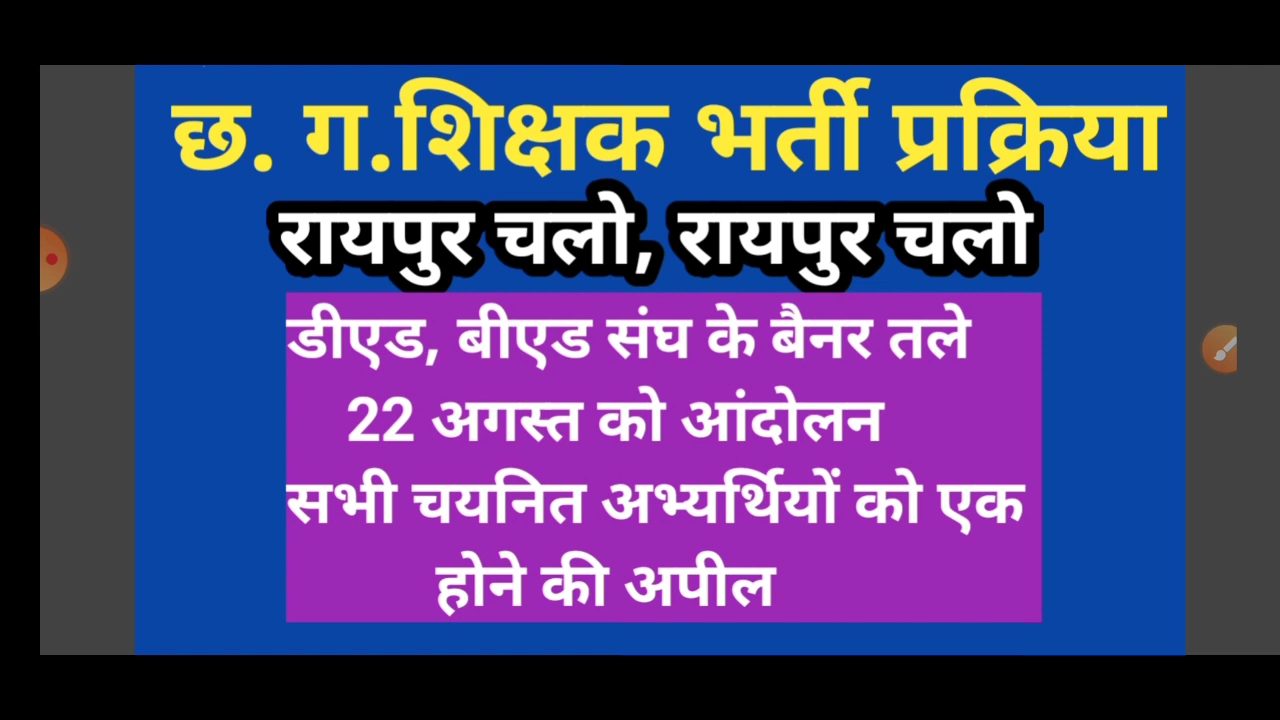 छ. ग.शिक्षक भर्ती प्रक्रिया
रायपुर चलो, रायपुर चलो
डीएड, बीएड संघ के बैनर तले
22 अगस्त को आंदोलन
सभी चयनित अभ्यर्थियों को एक
होने की अपील